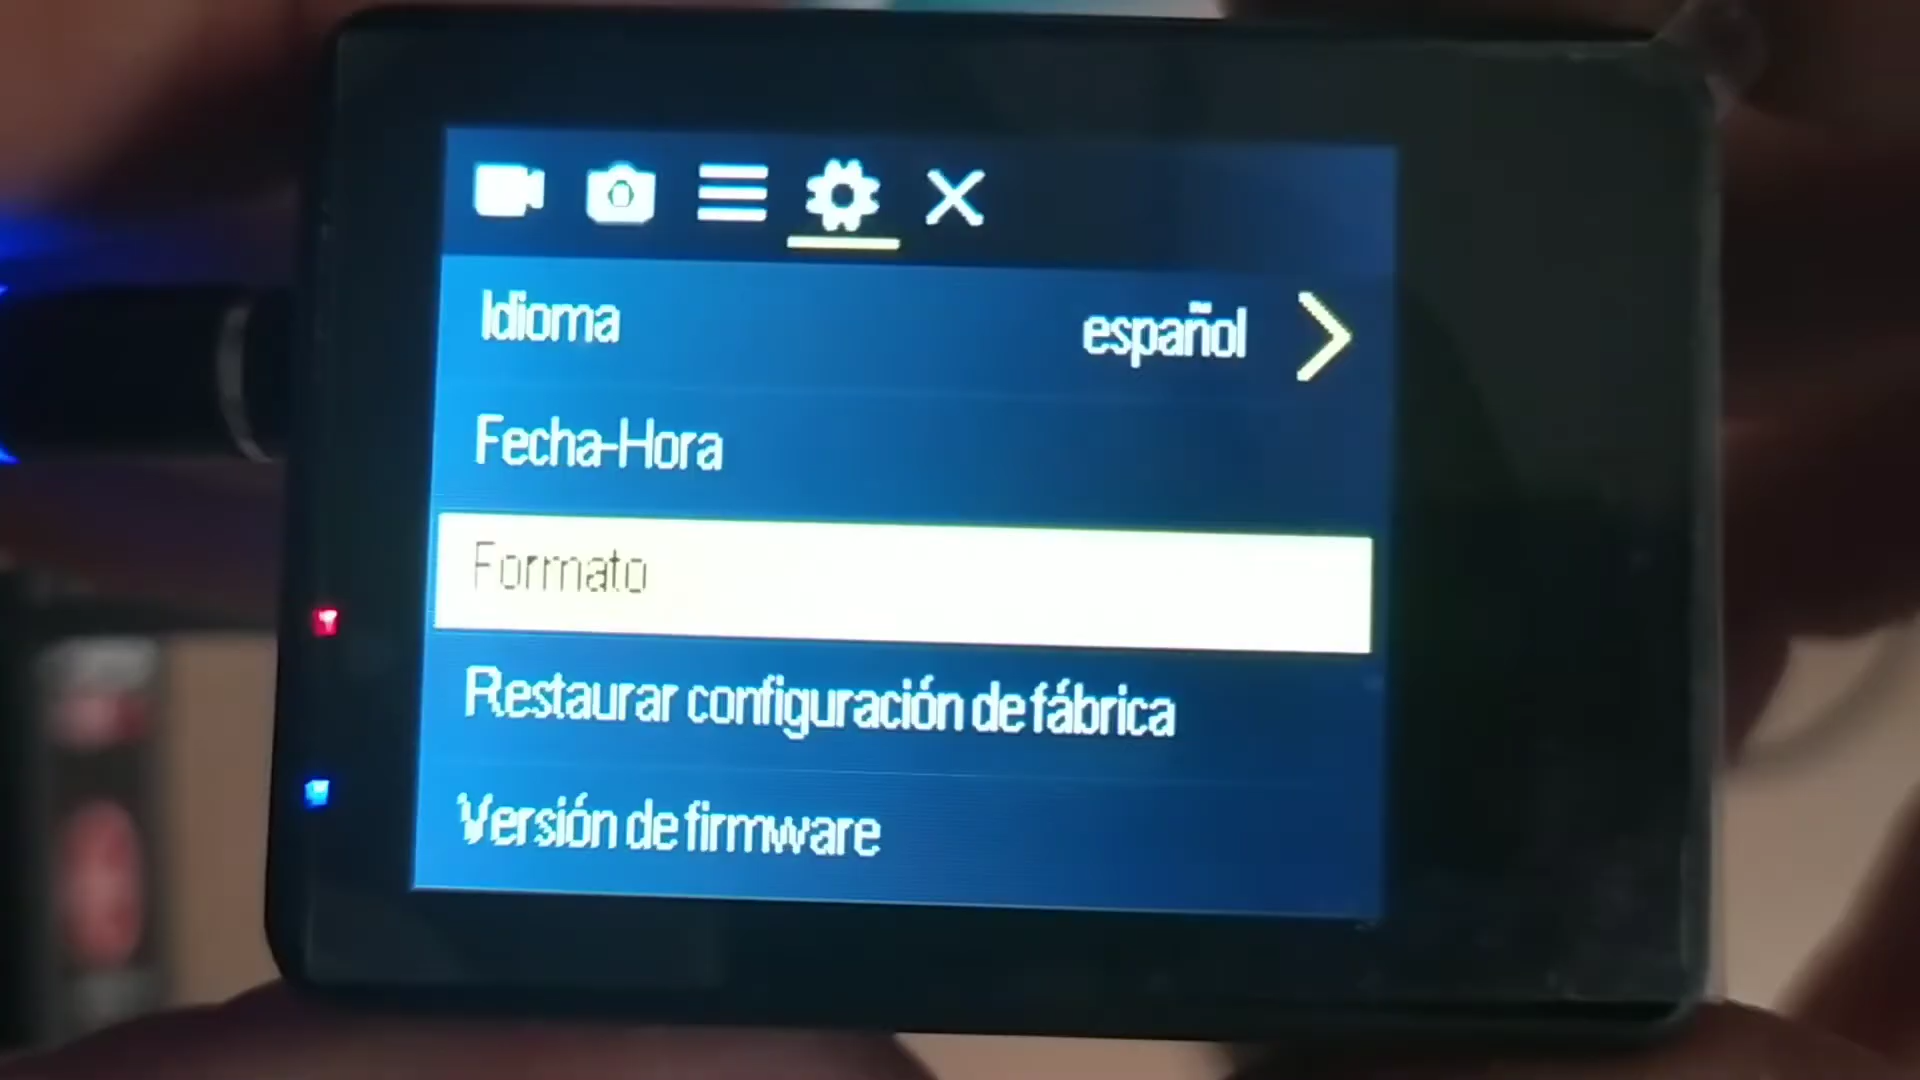 Idioma español
Fecha-Hora
Formato
Restaurar configuración de fábrica
Versión de firmware